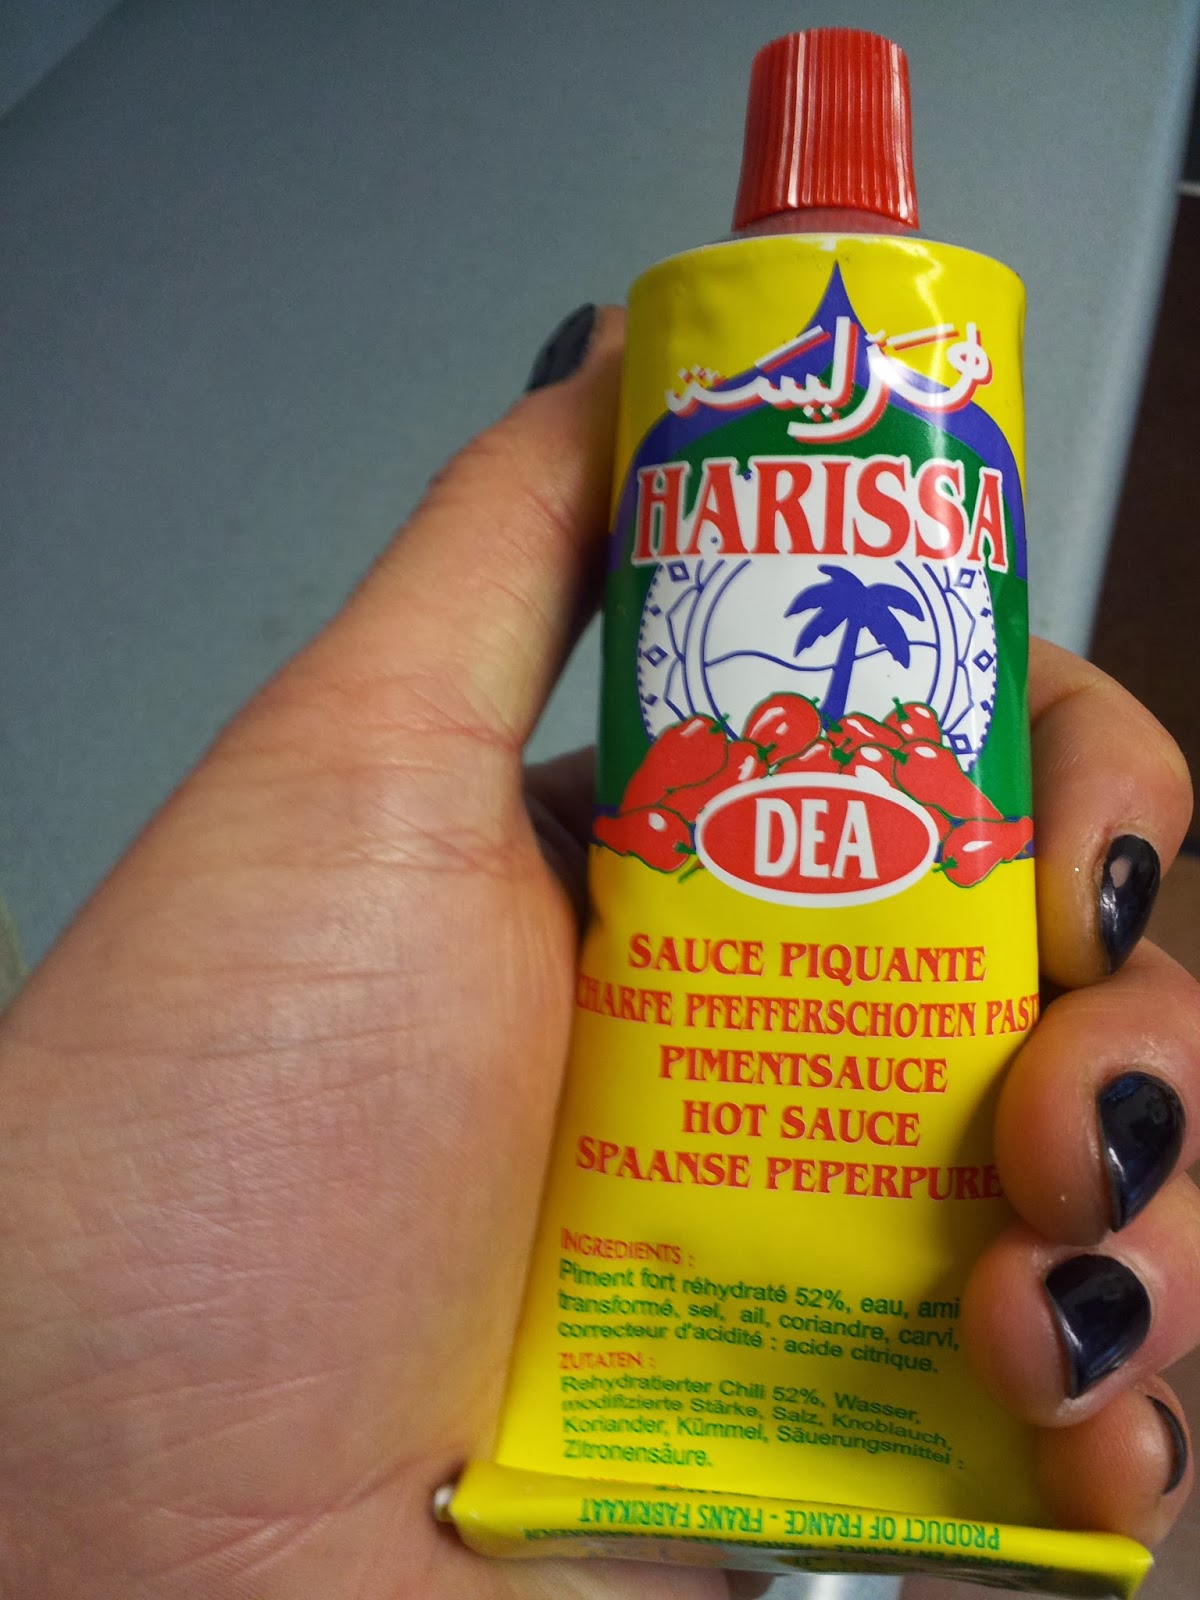 هريسة
HARISSA
DEA
SAUCE PIQUANTE
CHARFE PFEFFERSCHOTEN PAST
PIMENTSAUCE
HOT SAUCE
SPAANSE PEPERPURE
INGREDIENTS :
Piment fort réhydraté 52%, eau, ami
transformé, sel, ail, coriandre, carvi,
correcteur d'acidité : acide citrique.
ZUTATEN :
Rehydratierter Chili 52%, Wasser,
modifizierte Stärke, Salz, Knoblauch,
Koriander, Kümmel, Säuerungsmittel :
Zitronensäure.
PRODUCT OF FRANCE - FRANS FABRIKAAT